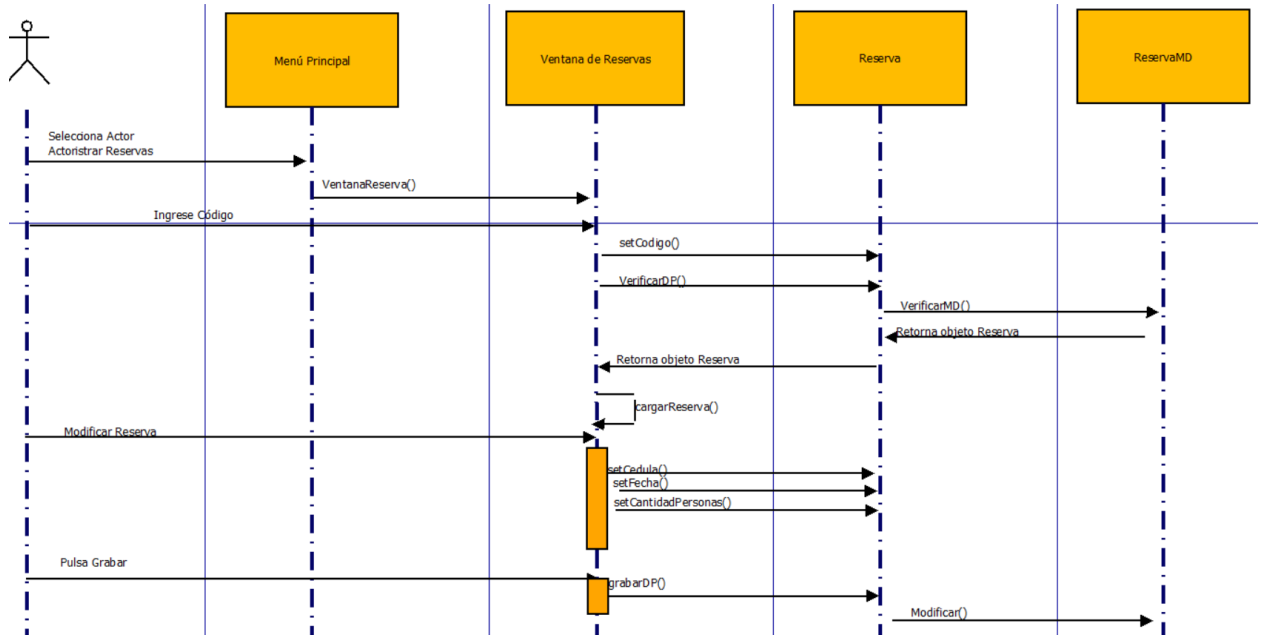 Menú Principal
Ventana de Reservas
Reserva
ReservaMD
Selecciona Actor
Actoristrar Reservas
VentanaReserva()
Ingrese Código
setCodigo()
VerificarDP()
VerificarMD()
Retorna objeto Reserva
Retorna objeto Reserva
cargarReserva()
Modificar Reserva
setCedula()
setFecha()
setCantidadPersonas()
Pulsa Grabar
grabarDP()
Modificar()